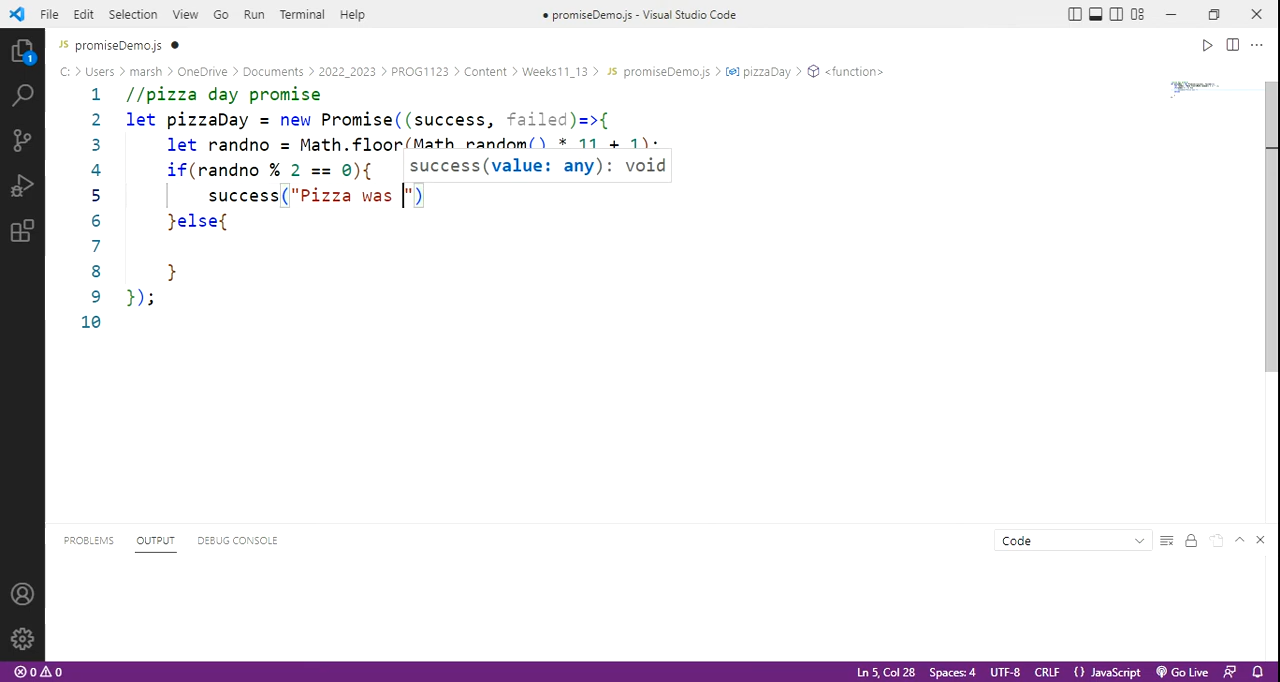 File Edit Selection View Go Run Terminal Help ● promiseDemo.js - Visual Studio Code
JS promiseDemo.js ●
C: > Users > marsh > OneDrive > Documents > 2022_2023 > PROG1123 > Content > Weeks11_13 > JS promiseDemo.js > pizzaDay > <function>
1 //pizza day promise
2 let pizzaDay = new Promise((success, failed)=>{
3 let randno = Math.floor(Math.random() * 11 + 1);
success(value: any): void
4 if(randno % 2 == 0){
5 success("Pizza was ")
6 }else{
7
8 }
9 });
10
PROBLEMS OUTPUT DEBUG CONSOLE Code
1
0 0 Ln 5, Col 28 Spaces: 4 UTF-8 CRLF {} JavaScript Go Live